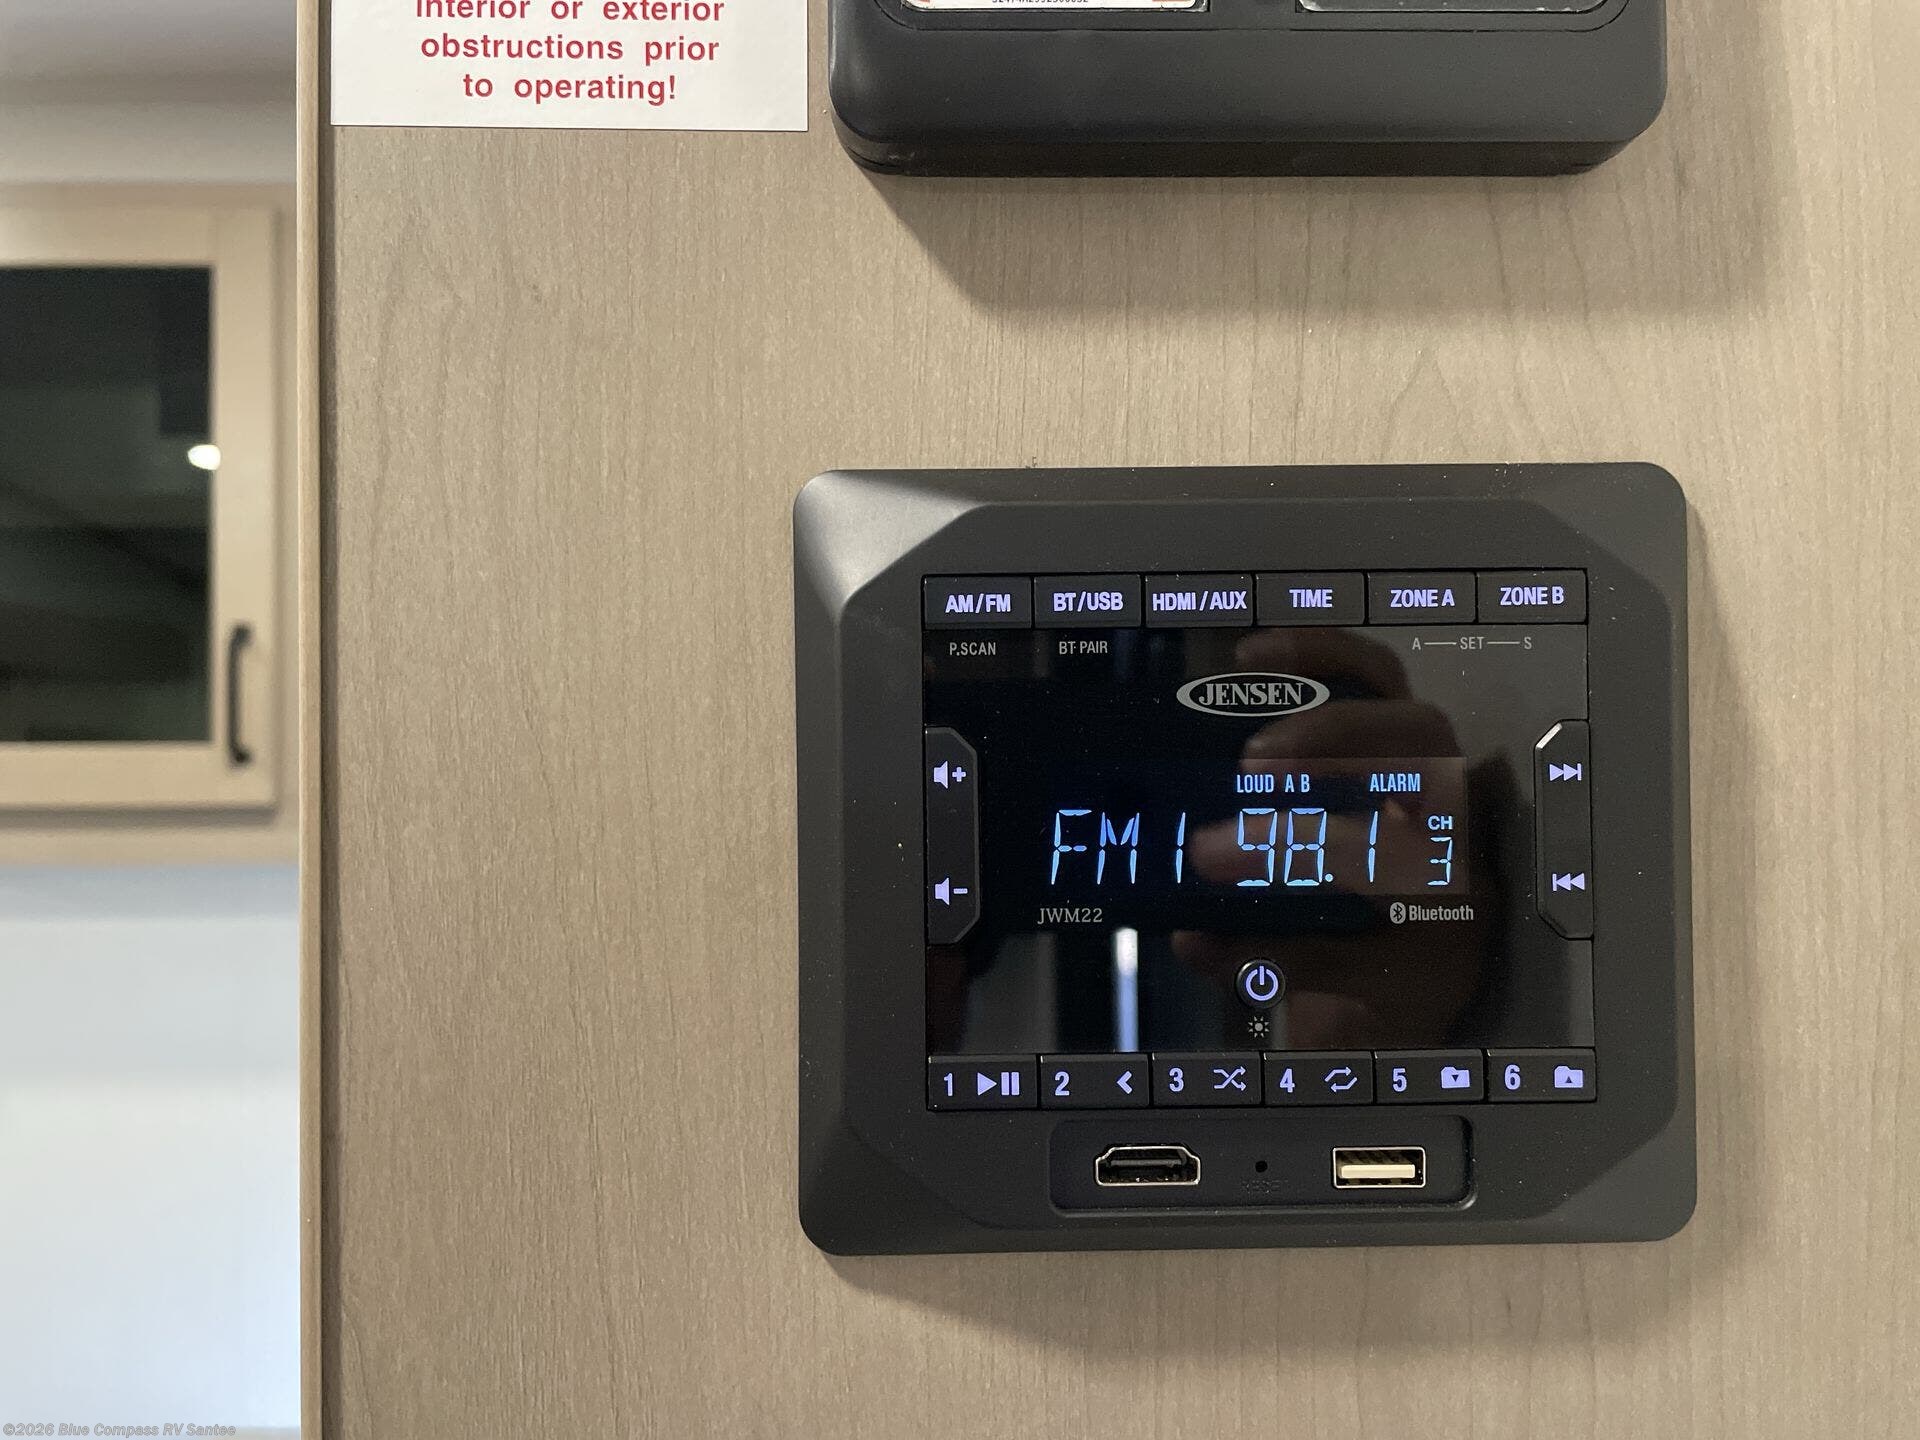 interior or exterior
obstructions prior
to operating!
AM/FM BT/USB HDMI/AUX TIME ZONE A ZONE B
P.SCAN BT PAIR A SET S
JENSEN
LOUD A B ALARM
FM1 98.1 CH 3
JWM22 Bluetooth
1 2 3 4 5 6
RESET
©2026 Blue Compass RV Santee